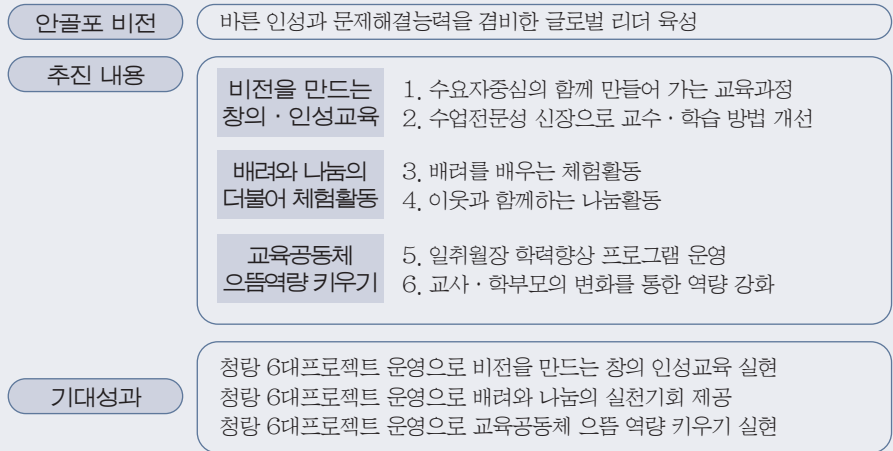 안골포 비전
바른 인성과 문제해결능력을 겸비한 글로벌 리더 육성
추진 내용
비전을 만드는
창의 · 인성교육
1. 수요자중심의 함께 만들어 가는 교육과정
2. 수업전문성 신장으로 교수 · 학습 방법 개선
배려와 나눔의
더불어 체험활동
3. 배려를 배우는 체험활동
4. 이웃과 함께하는 나눔활동
교육공동체
으뜸역량 키우기
5. 일취월장 학력향상 프로그램 운영
6. 교사 · 학부모의 변화를 통한 역량 강화
기대성과
청랑 6대프로젝트 운영으로 비전을 만드는 창의 인성교육 실현
청랑 6대프로젝트 운영으로 배려와 나눔의 실천기회 제공
청랑 6대프로젝트 운영으로 교육공동체 으뜸 역량 키우기 실현